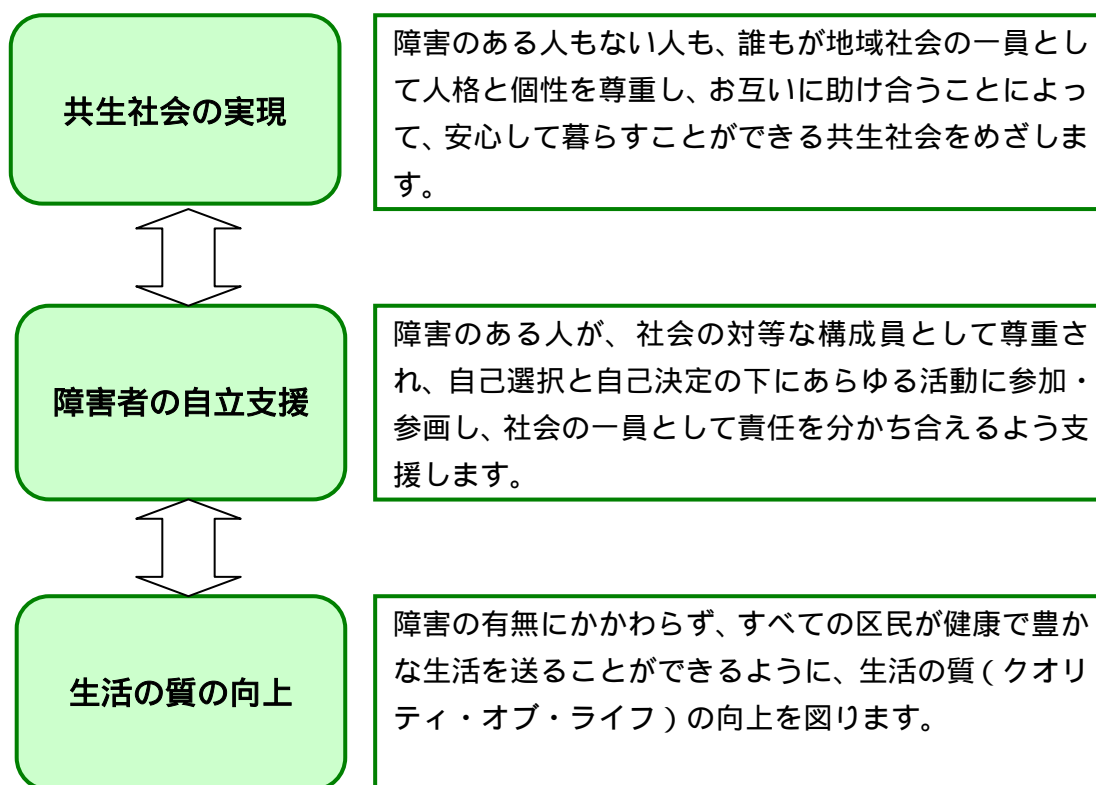 共生社会の実現
障害のある人もない人も、誰もが地域社会の一員とし
て人格と個性を尊重し、お互いに助け合うことによっ
て、安心して暮らすことができる共生社会をめざしま
す。
障害者の自立支援
障害のある人が、社会の対等な構成員として尊重さ
れ、自己選択と自己決定の下にあらゆる活動に参加・
参画し、社会の一員として責任を分かち合えるよう支
援します。
生活の質の向上
障害の有無にかかわらず、すべての区民が健康で豊か
な生活を送ることができるように、生活の質(クオリ
ティ・オブ・ライフ)の向上を図ります。